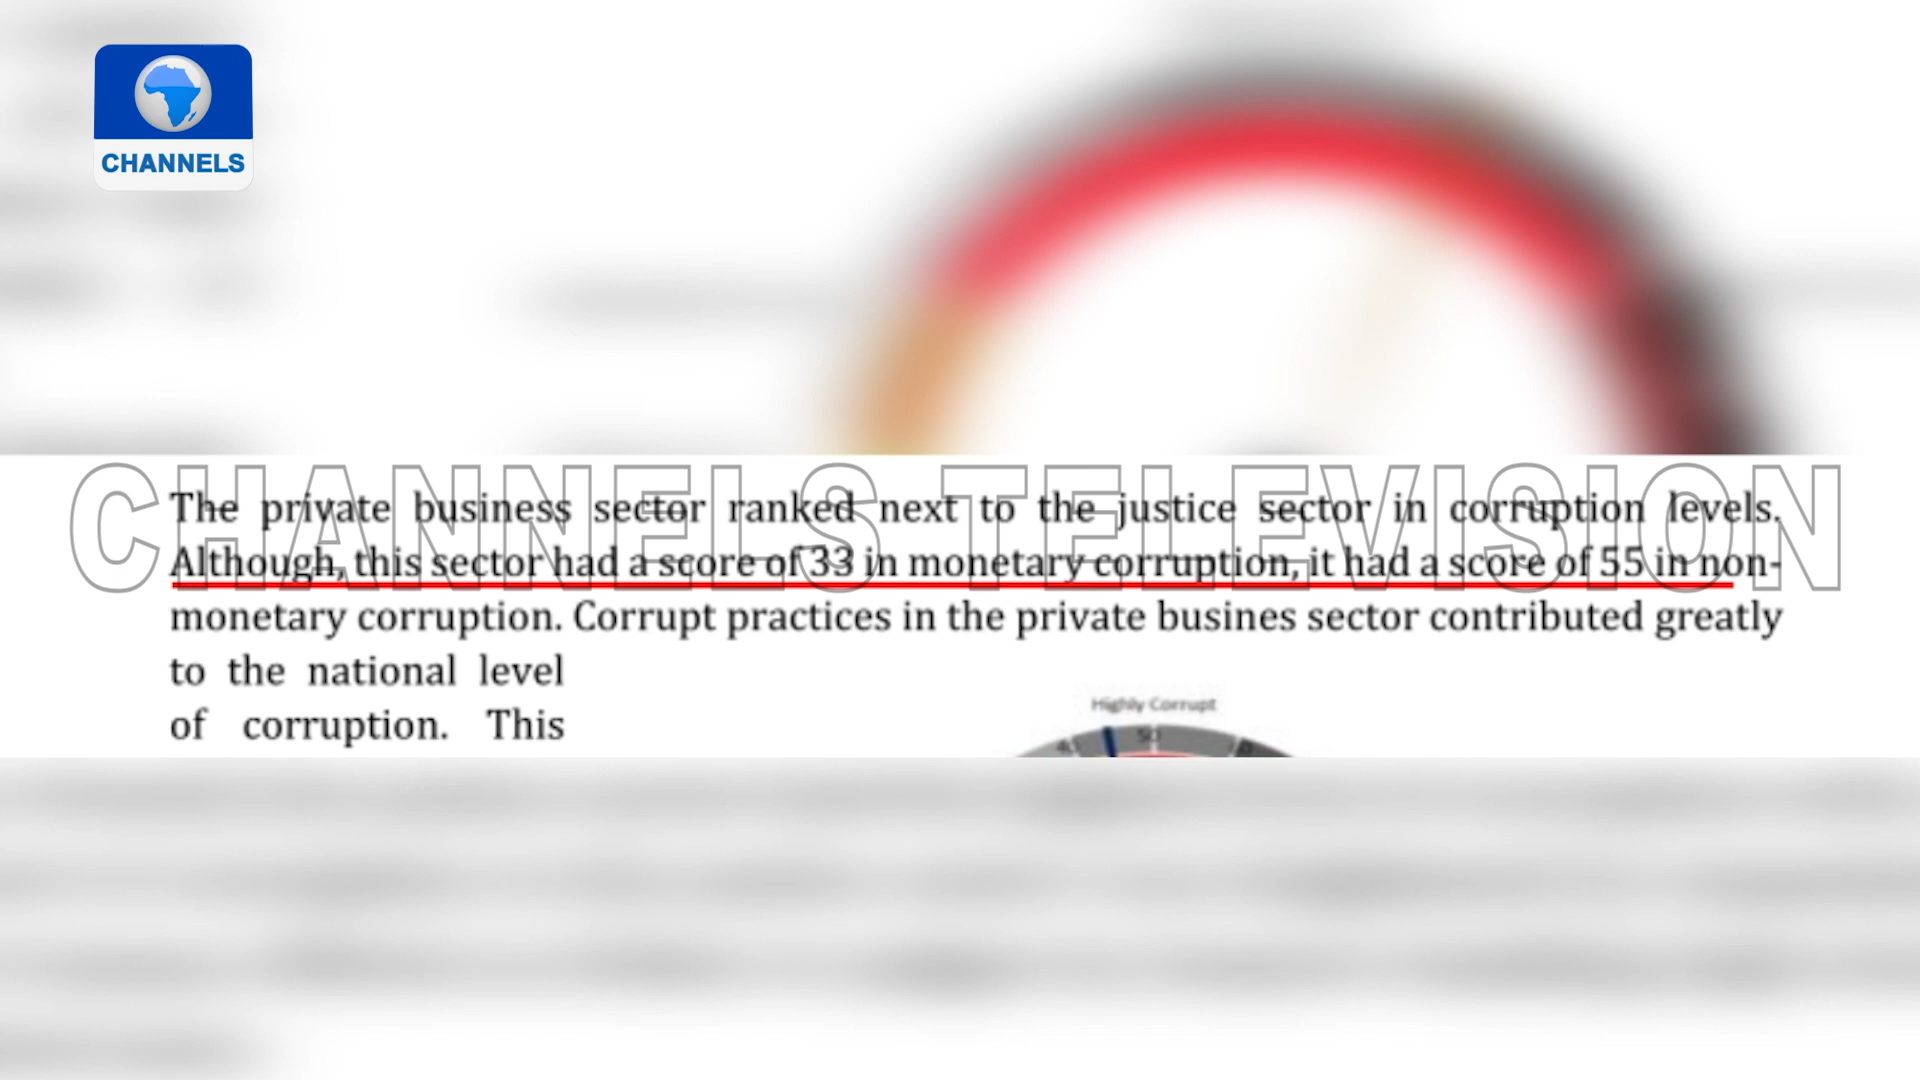 CHANNELS
CHANNELS TELEVISION
The private business sector ranked next to the justice sector in corruption levels.
Although, this sector had a score of 33 in monetary corruption, it had a score of 55 in non-
monetary corruption. Corrupt practices in the private busines sector contributed greatly
to the national level
of corruption. This
Highly Corrupt
40 50